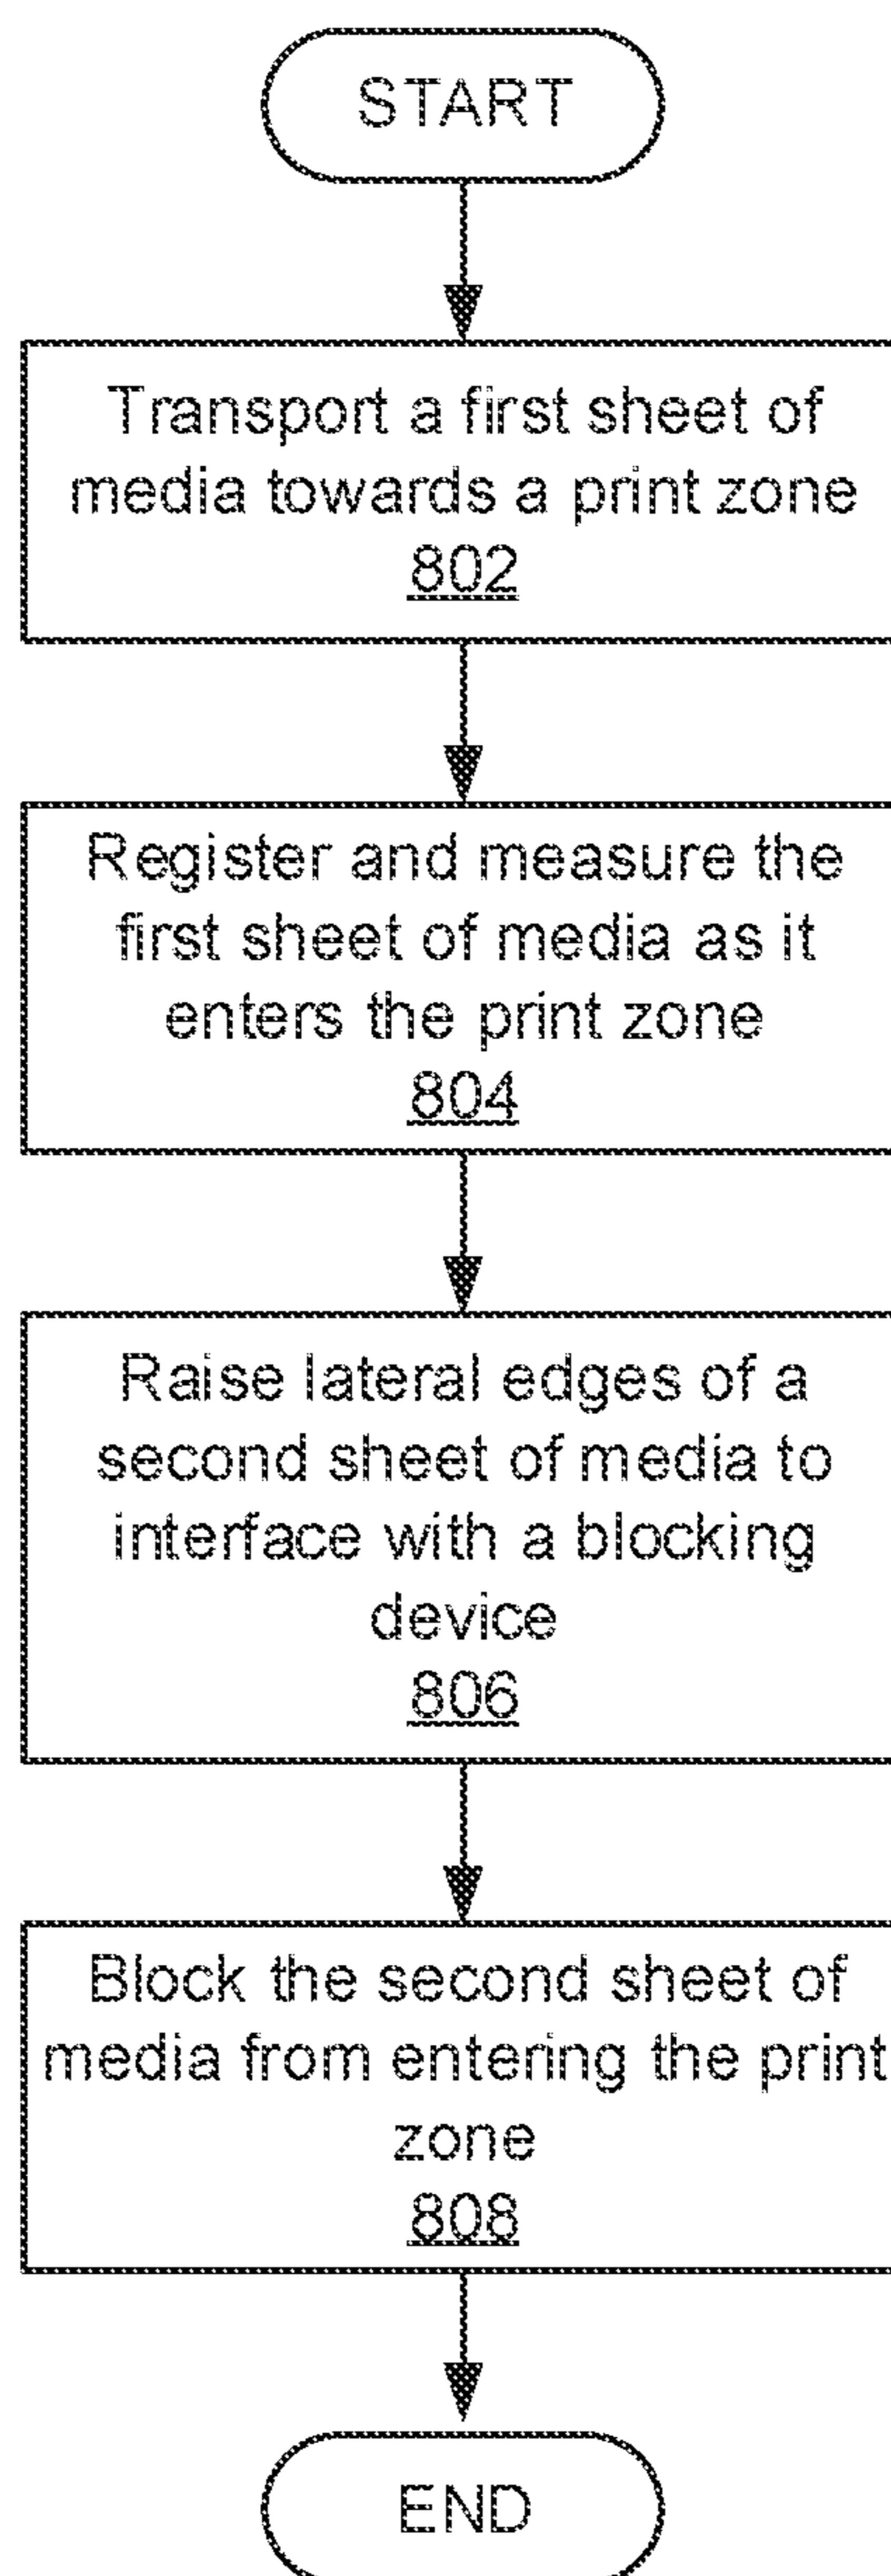 START
Transport a first sheet of
media towards a print zone
802
Register and measure the
first sheet of media as it
enters the print zone
804
Raise lateral edges of a
second sheet of media to
interface with a blocking
device
806
Block the second sheet of
media from entering the print
zone
808
END